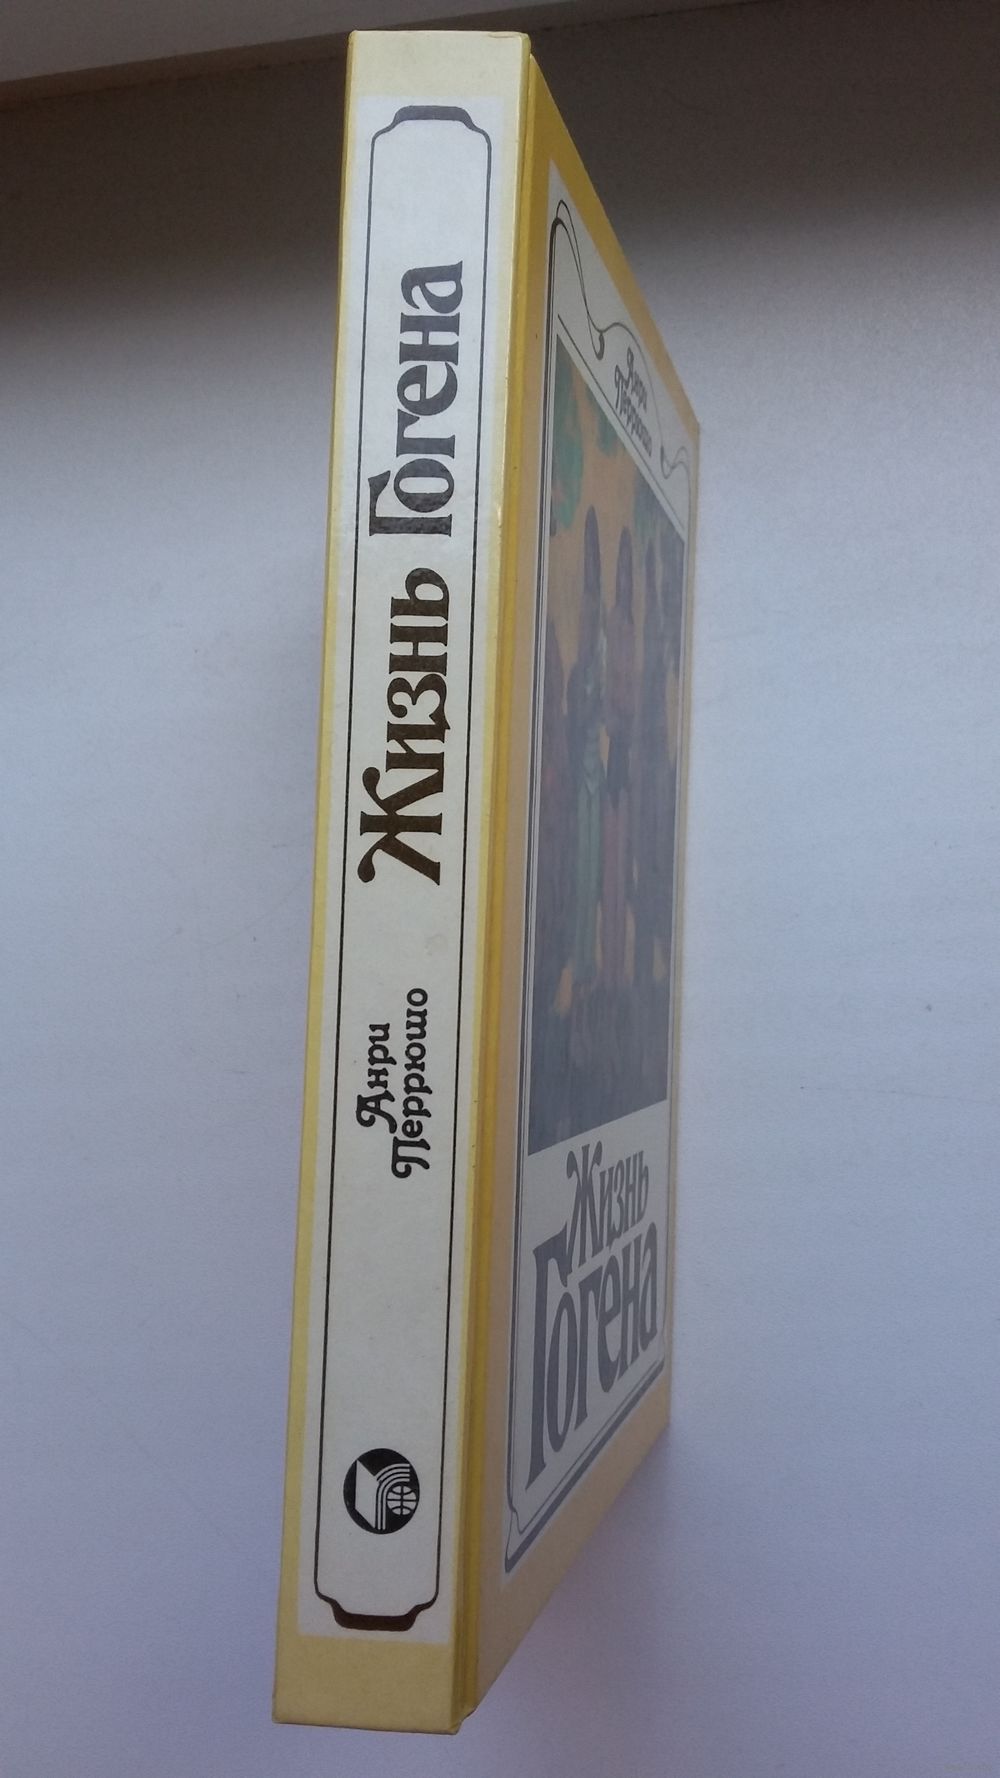 Анри
Перрюшо
Жизнь Гогена
Анри
Перрюшо
Жизнь
Гогена